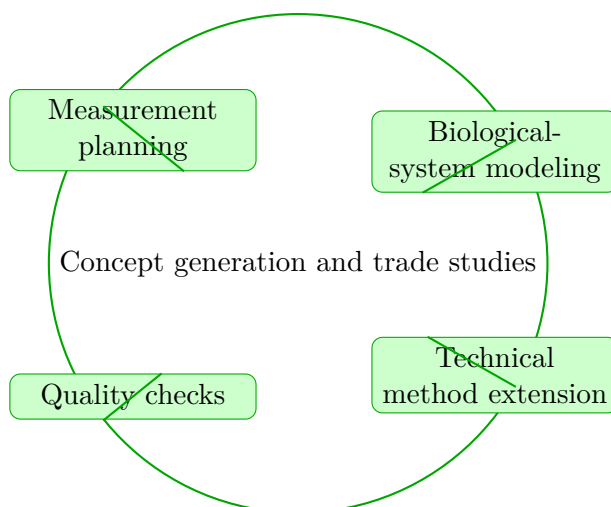 Measurement
planning
Biological-
system modeling
Concept generation and trade studies
Quality checks
Technical
method extension